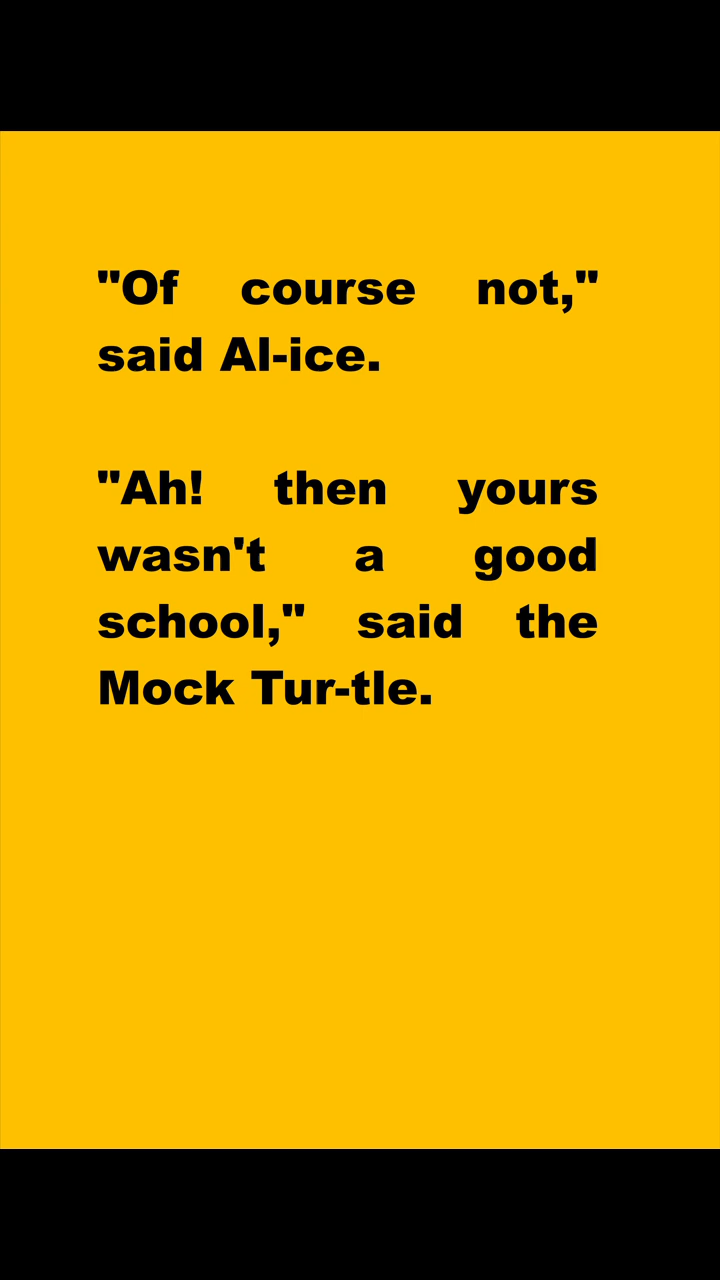 "Of course not,"
said Al-ice.
"Ah! then yours
wasn't a good
school," said the
Mock Tur-tle.